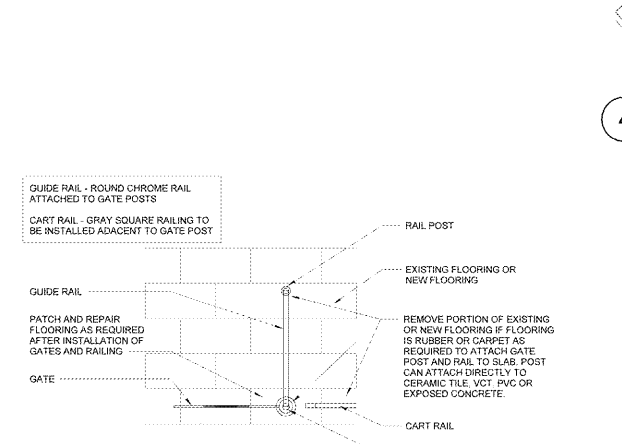 GUIDE RAIL - ROUND CHROME RAIL
ATTACHED TO GATE POSTS
CART RAIL - GRAY SQUARE RAILING TO
BE INSTALLED ADACENT TO GATE POST
RAIL POST
EXISTING FLOORING OR
NEW FLOORING
GUIDE RAIL
PATCH AND REPAIR
FLOORING AS REQUIRED
AFTER INSTALLATION OF
GATES AND RAILING
REMOVE PORTION OF EXISTING
OR NEW FLOORING IF FLOORING
IS RUBBER OR CARPET AS
REQUIRED TO ATTACH GATE
POST AND RAIL TO SLAB. POST
CAN ATTACH DIRECTLY TO
CERAMIC TILE, VCT, PVC OR
EXPOSED CONCRETE.
GATE
CART RAIL